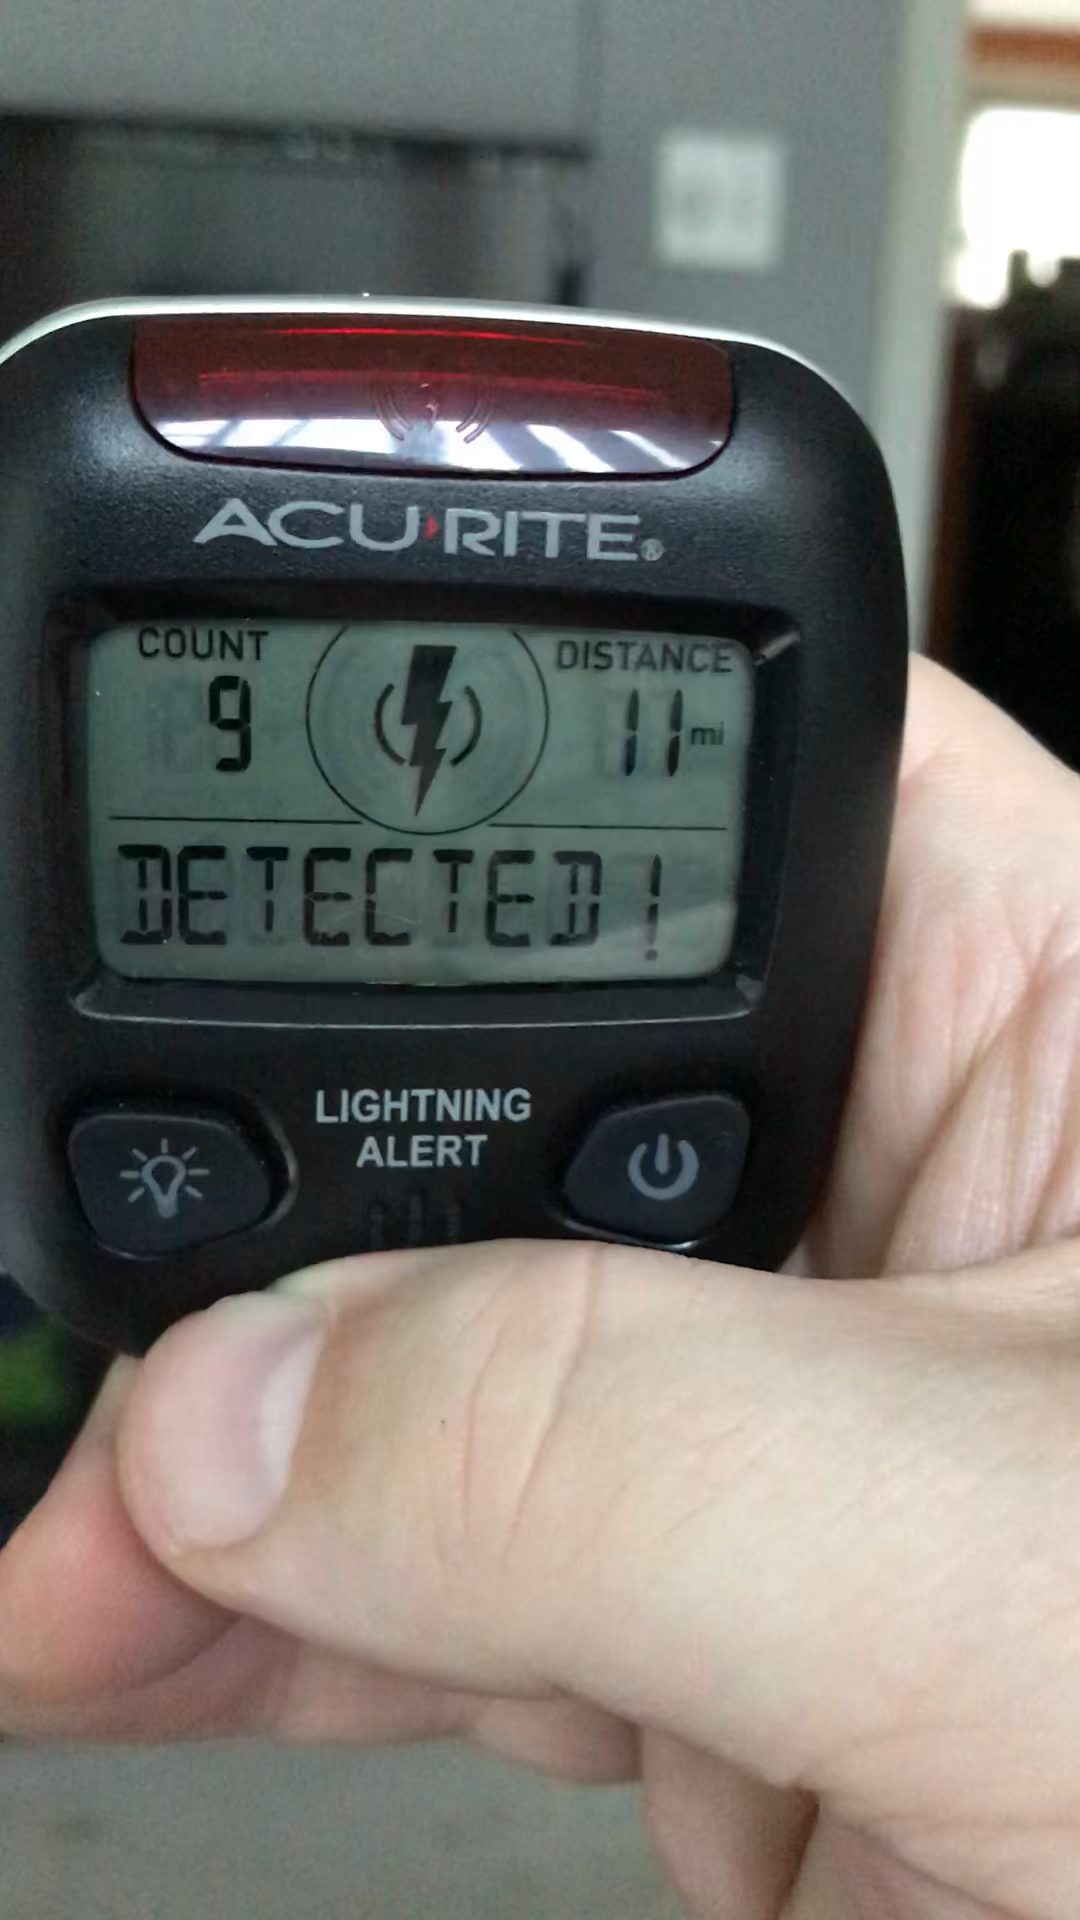 ACU›RITE®
COUNT
DISTANCE
9
11 mi
DETECTED!
LIGHTNING
ALERT